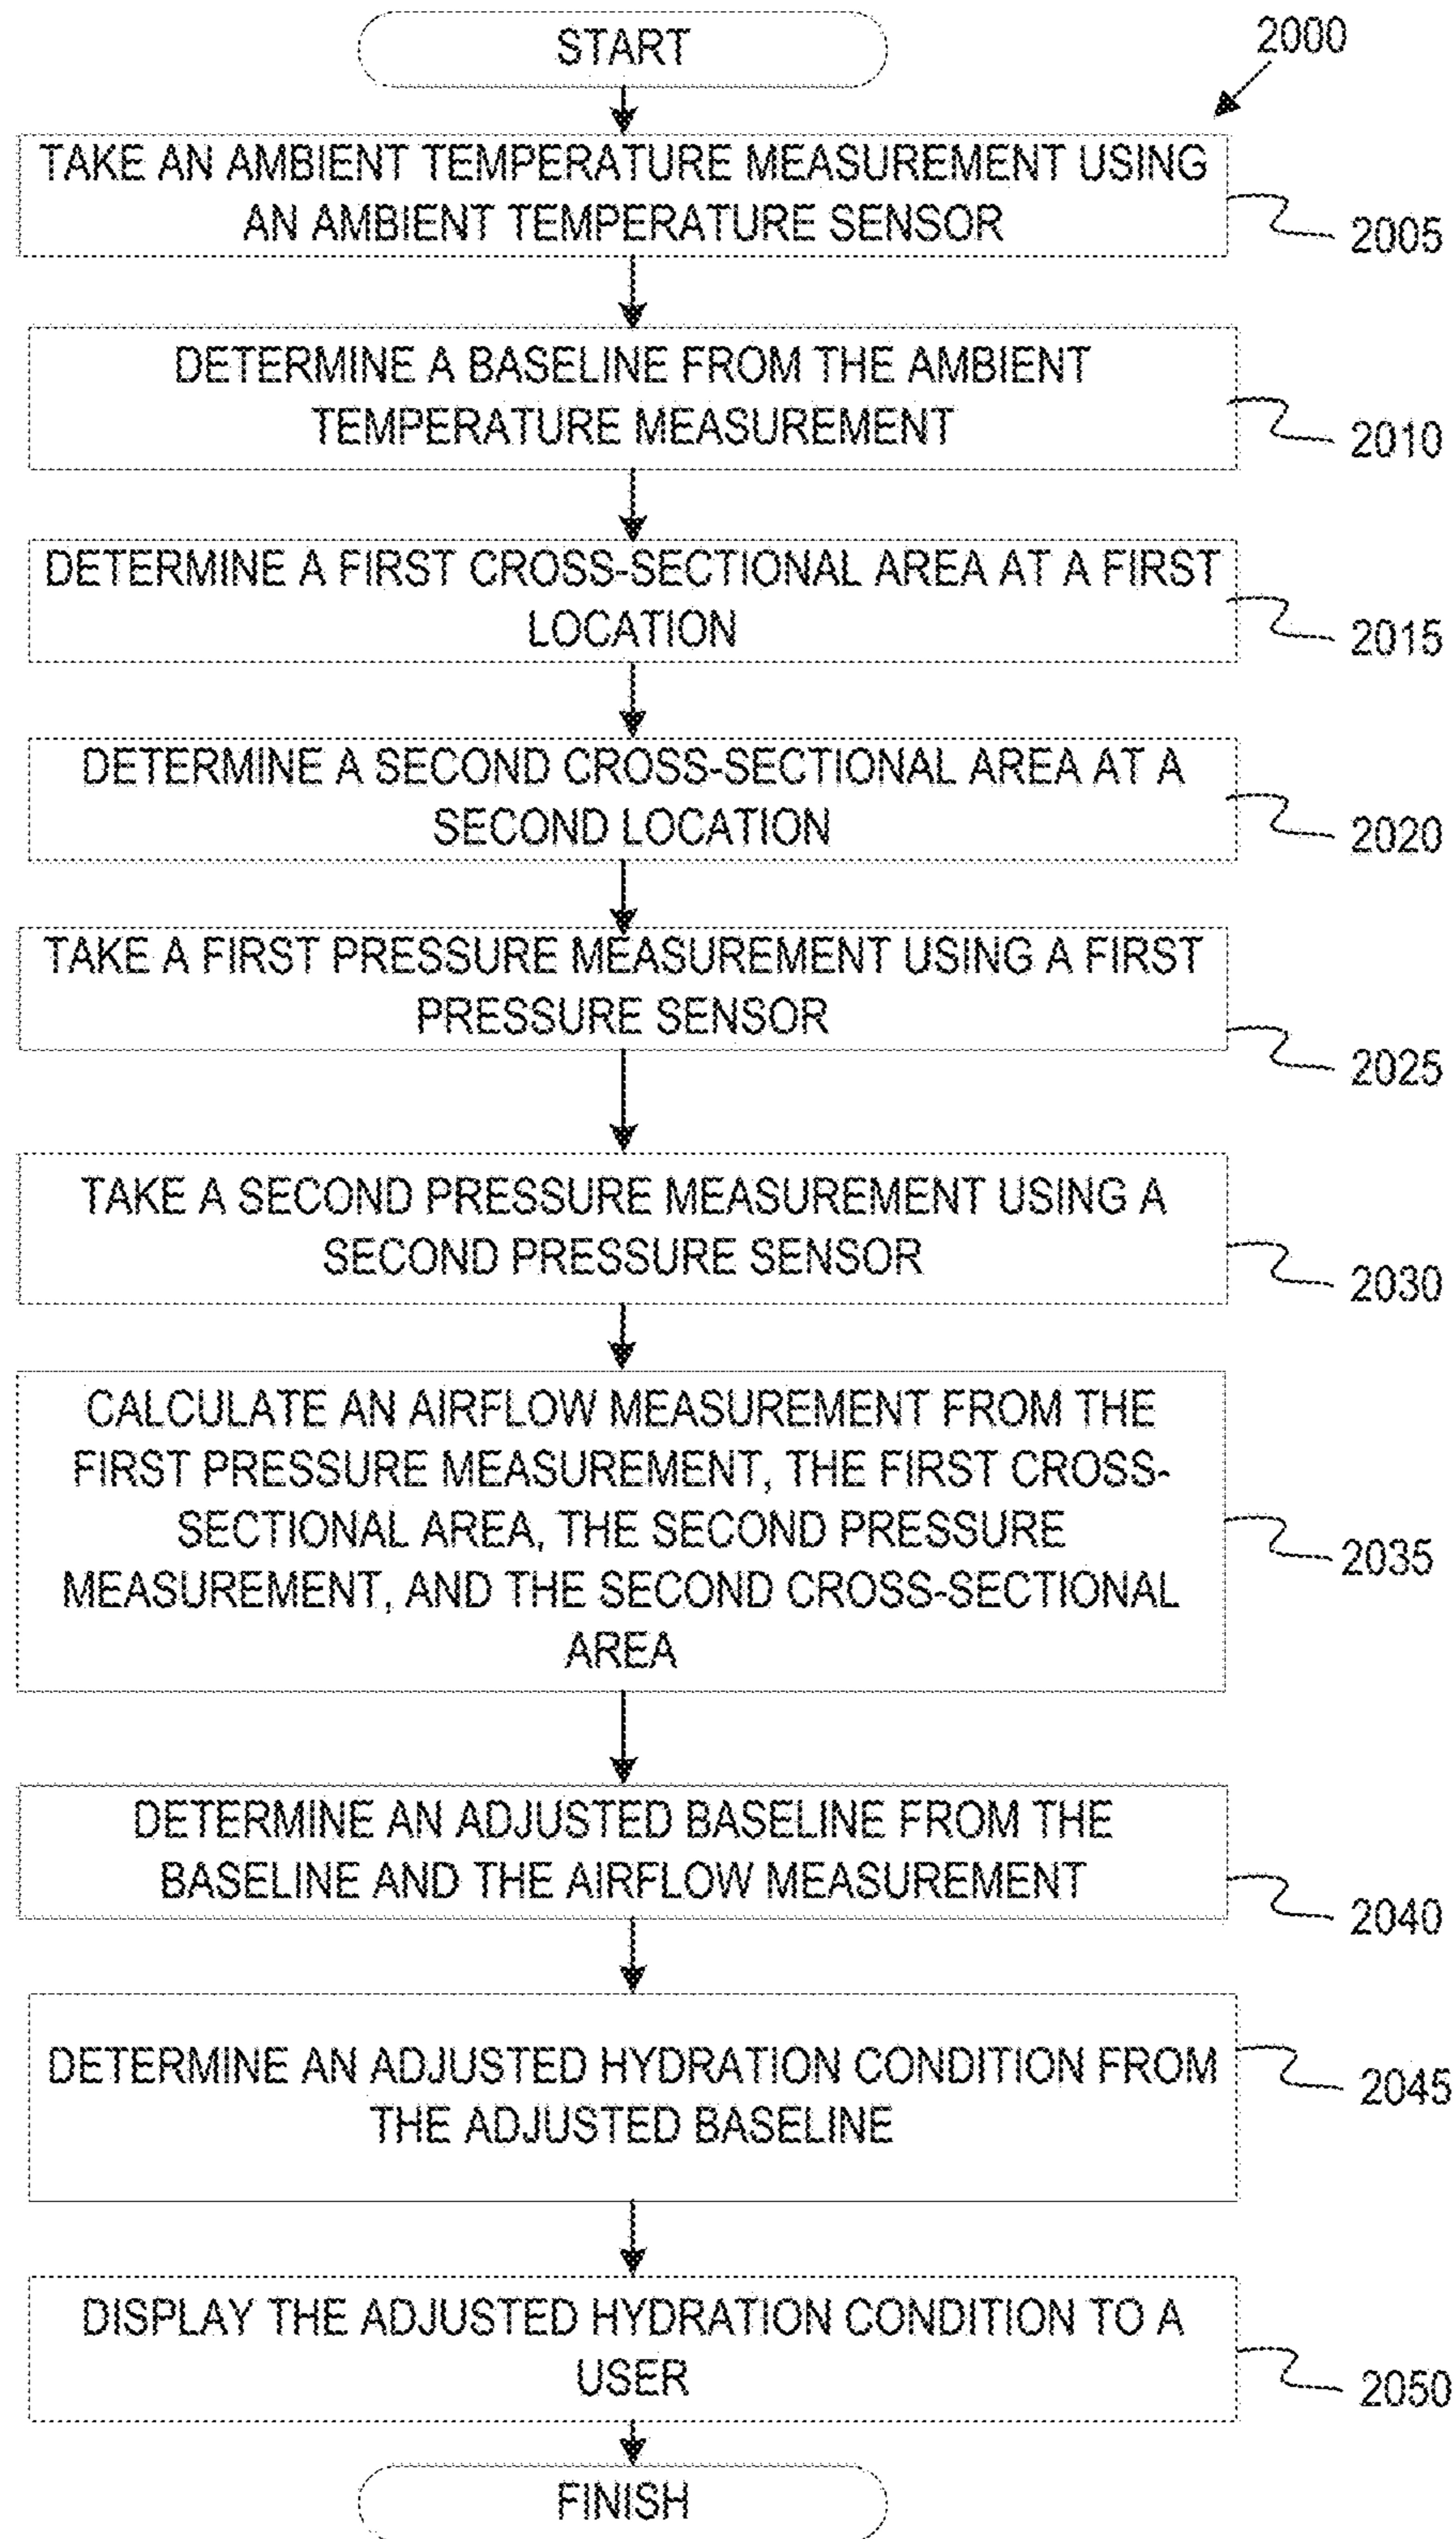 START
2000
TAKE AN AMBIENT TEMPERATURE MEASUREMENT USING
AN AMBIENT TEMPERATURE SENSOR
2005
DETERMINE A BASELINE FROM THE AMBIENT
TEMPERATURE MEASUREMENT
2010
DETERMINE A FIRST CROSS-SECTIONAL AREA AT A FIRST
LOCATION
2015
DETERMINE A SECOND CROSS-SECTIONAL AREA AT A
SECOND LOCATION
2020
TAKE A FIRST PRESSURE MEASUREMENT USING A FIRST
PRESSURE SENSOR
2025
TAKE A SECOND PRESSURE MEASUREMENT USING A
SECOND PRESSURE SENSOR
2030
CALCULATE AN AIRFLOW MEASUREMENT FROM THE
FIRST PRESSURE MEASUREMENT, THE FIRST CROSS-
SECTIONAL AREA, THE SECOND PRESSURE
MEASUREMENT, AND THE SECOND CROSS-SECTIONAL
AREA
2035
DETERMINE AN ADJUSTED BASELINE FROM THE
BASELINE AND THE AIRFLOW MEASUREMENT
2040
DETERMINE AN ADJUSTED HYDRATION CONDITION FROM
THE ADJUSTED BASELINE
2045
DISPLAY THE ADJUSTED HYDRATION CONDITION TO A
USER
2050
FINISH